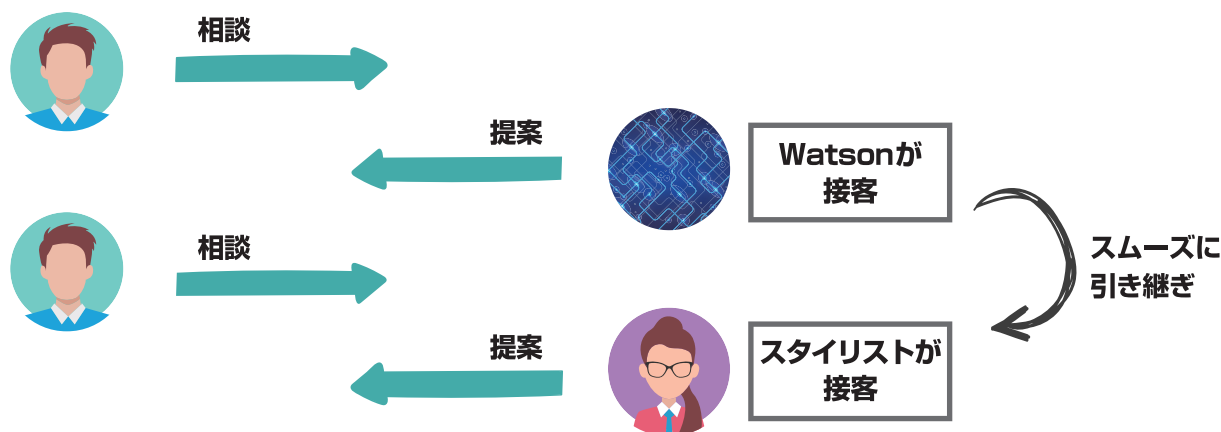 相談
提案
Watsonが
接客
相談
スムーズに
引き継ぎ
提案
スタイリストが
接客